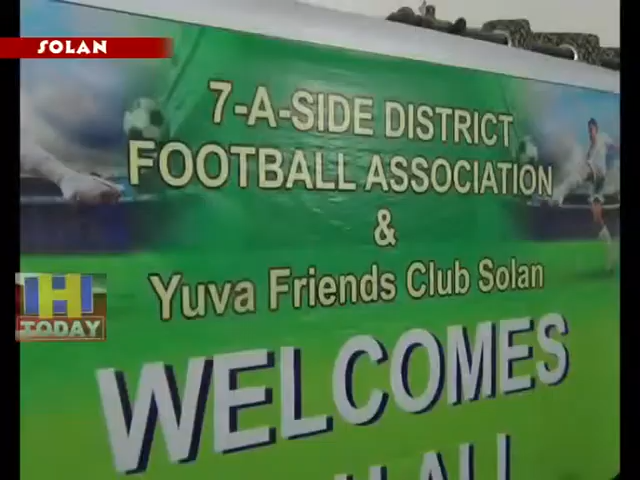 SOLAN
7-A-SIDE DISTRICT
FOOTBALL ASSOCIATION
&
Yuva Friends Club Solan
H
TODAY
WELCOMES